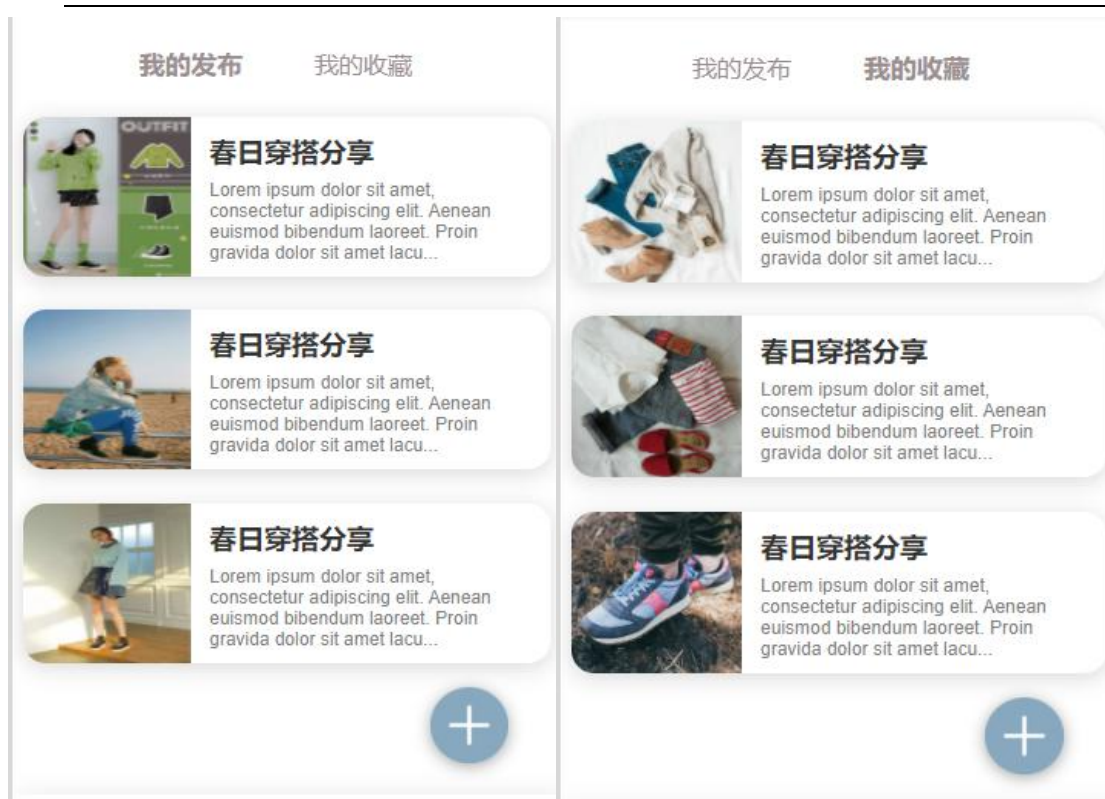 我的发布
我的收藏
OUTFIT
春日穿搭分享
Lorem ipsum dolor sit amet,
consectetur adipiscing elit. Aenean
euismod bibendum laoreet. Proin
gravida dolor sit amet lacu...
春日穿搭分享
Lorem ipsum dolor sit amet,
consectetur adipiscing elit. Aenean
euismod bibendum laoreet. Proin
gravida dolor sit amet lacu...
春日穿搭分享
Lorem ipsum dolor sit amet,
consectetur adipiscing elit. Aenean
euismod bibendum laoreet. Proin
gravida dolor sit amet lacu...
我的发布
我的收藏
春日穿搭分享
Lorem ipsum dolor sit amet,
consectetur adipiscing elit. Aenean
euismod bibendum laoreet. Proin
gravida dolor sit amet lacu...
春日穿搭分享
Lorem ipsum dolor sit amet,
consectetur adipiscing elit. Aenean
euismod bibendum laoreet. Proin
gravida dolor sit amet lacu...
春日穿搭分享
Lorem ipsum dolor sit amet,
consectetur adipiscing elit. Aenean
euismod bibendum laoreet. Proin
gravida dolor sit amet lacu...